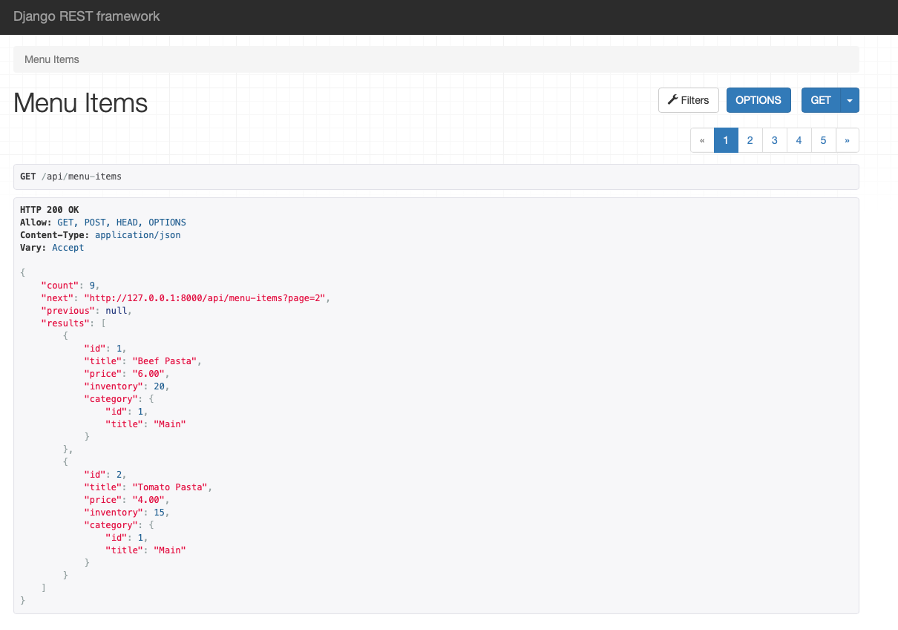 Django REST framework
Menu Items
Menu Items
Filters
OPTIONS
GET
« 1 2 3 4 5 »
GET /api/menu-items
HTTP 200 OK
Allow: GET, POST, HEAD, OPTIONS
Content-Type: application/json
Vary: Accept
{
    "count": 9,
    "next": "http://127.0.0.1:8000/api/menu-items?page=2",
    "previous": null,
    "results": [
        {
            "id": 1,
            "title": "Beef Pasta",
            "price": "6.00",
            "inventory": 20,
            "category": {
                "id": 1,
                "title": "Main"
            }
        },
        {
            "id": 2,
            "title": "Tomato Pasta",
            "price": "4.00",
            "inventory": 15,
            "category": {
                "id": 1,
                "title": "Main"
            }
        }
    ]
}